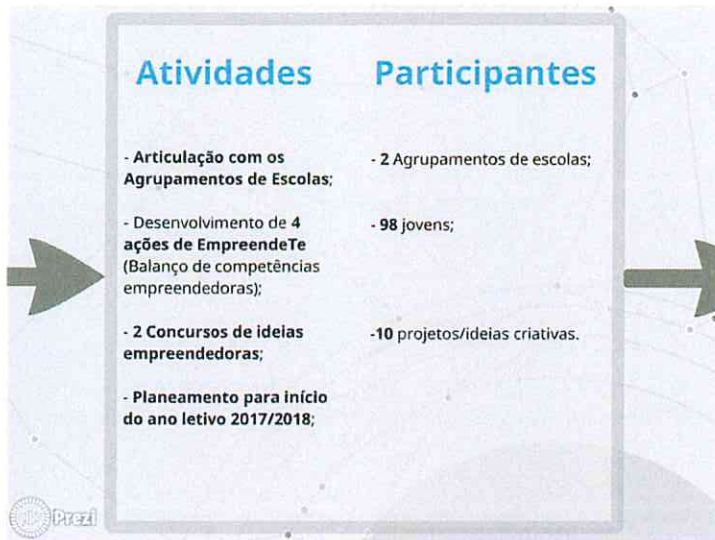 Atividades
- Articulação com os
Agrupamentos de Escolas;
- Desenvolvimento de 4
ações de EmpreendeTe
(Balanço de competências
empreendedoras);
- 2 Concursos de ideias
empreendedoras;
- Planeamento para início
do ano letivo 2017/2018;
Participantes
- 2 Agrupamentos de escolas;
- 98 jovens;
-10 projetos/ideias criativas.
Prezi